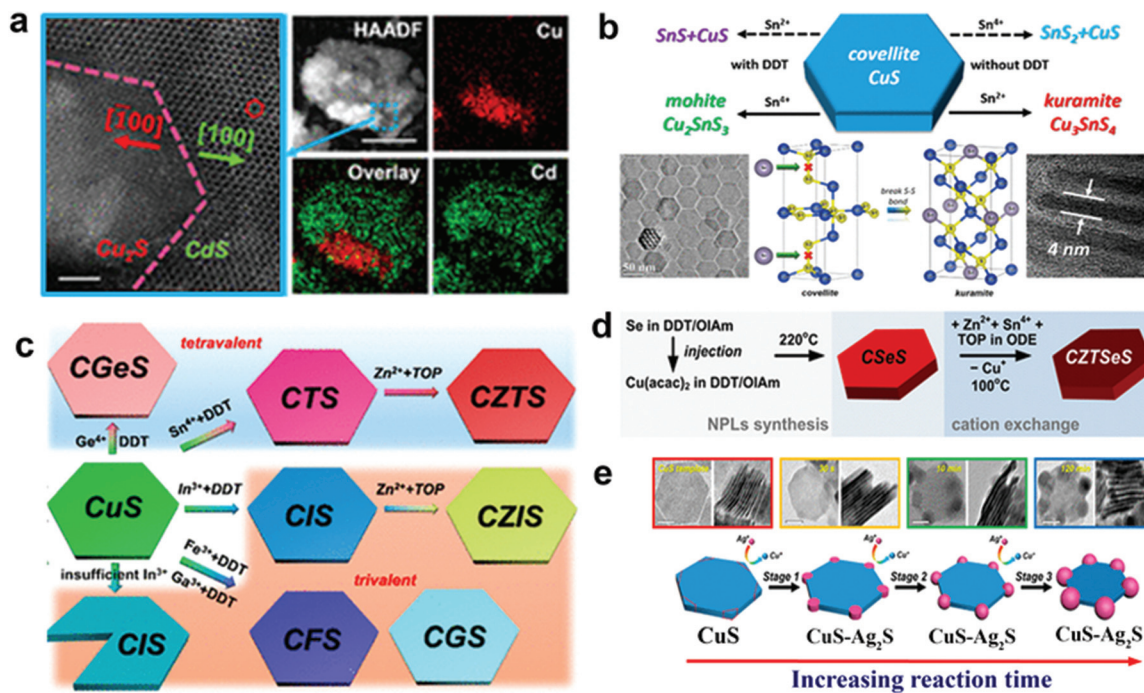 a
[1̄00]
[100]
Cu₂S
CdS
HAADF
Cu
Overlay
Cd
b
Sn²⁺
SnS+CuS
with DDT
Sn⁴⁺
mohite
Cu₂SnS₃
covellite
CuS
Sn⁴⁺
SnS₂+CuS
without DDT
Sn²⁺
kuramite
Cu₃SnS₄
50 nm
break S-S
bond
covellite
kuramite
4 nm
c
tetravalent
CGeS
Ge⁴⁺ DDT
Sn⁴⁺+DDT
CTS
Zn²⁺+TOP
CZTS
CuS
In³⁺+DDT
CIS
Zn²⁺+TOP
CZIS
Fe³⁺+DDT
Ga³⁺+DDT
insufficient In³⁺
trivalent
CIS
CFS
CGS
d
Se in DDT/OlAm
injection
Cu(acac)₂ in DDT/OlAm
220°C
CSeS
+ Zn²⁺+ Sn⁴⁺ +
TOP in ODE
− Cu⁺
100°C
CZTSeS
NPLs synthesis
cation exchange
e
CuS template
30 s
10 min
120 min
Ag⁺
Cu⁺
Ag⁺
Cu⁺
Ag⁺
Cu⁺
Stage 1
Stage 2
Stage 3
CuS
CuS-Ag₂S
CuS-Ag₂S
CuS-Ag₂S
Increasing reaction time